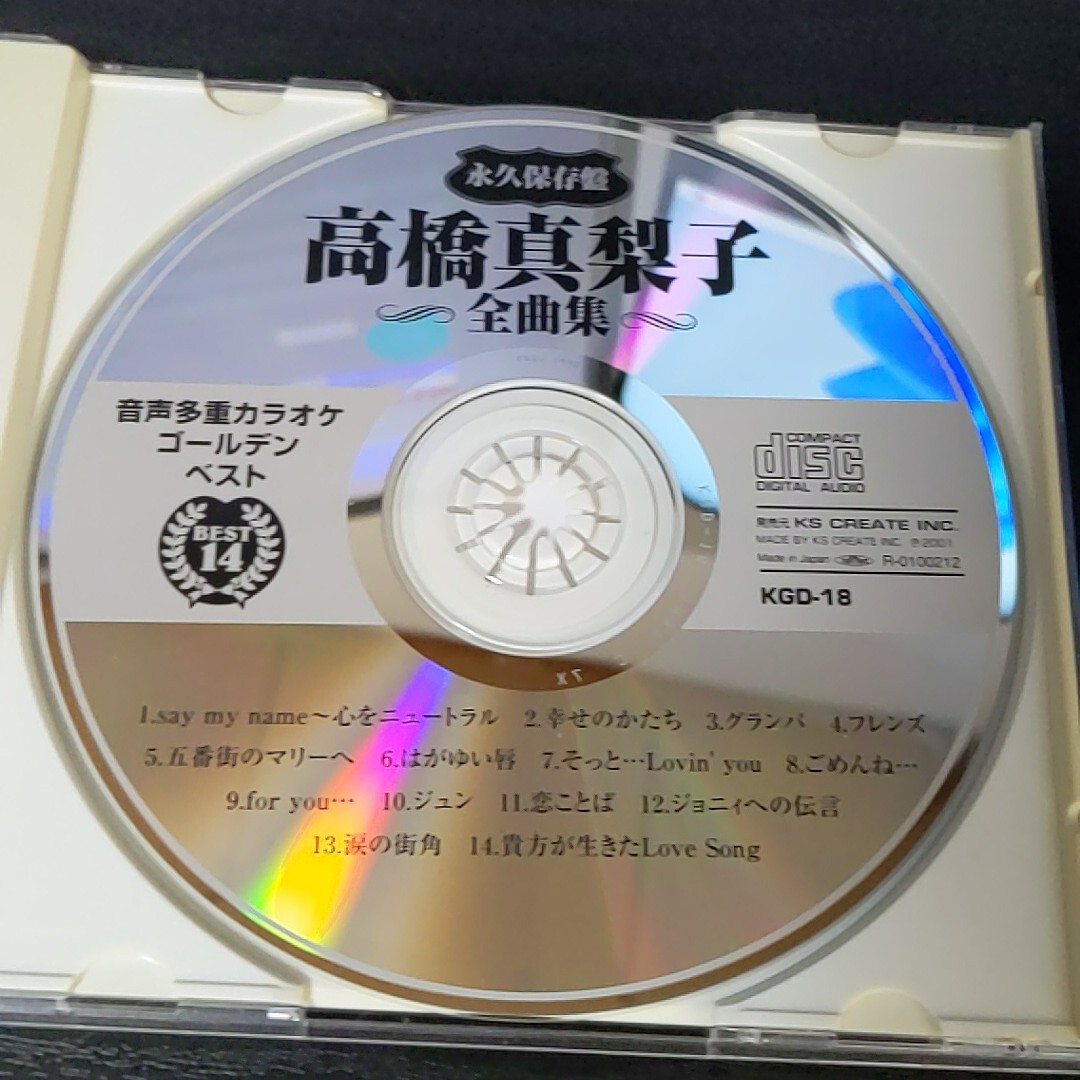 永久保存盤
高橋真梨子
全曲集
音声多重カラオケ
ゴールデン
ベスト
BEST
14
COMPACT
disc
DIGITAL AUDIO
発売元 KS CREATE INC.
MADE BY KS CREATE INC. ℗2001
Made in Japan R-0100212
KGD-18
1.say my name～心をニュートラル 2.幸せのかたち 3.グランパ 4.フレンズ
5.五番街のマリーへ 6.はがゆい唇 7.そっと…Lovin' you 8.ごめんね…
9.for you… 10.ジュン 11.恋ことば 12.ジョニィへの伝言
13.涙の街角 14.貴方が生きたLove Song